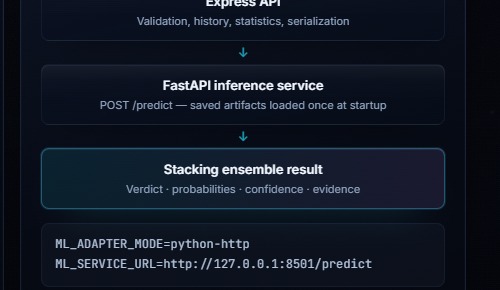 Express API
Validation, history, statistics, serialization
↓
FastAPI inference service
POST /predict — saved artifacts loaded once at startup
↓
Stacking ensemble result
Verdict · probabilities · confidence · evidence
ML_ADAPTER_MODE=python-http
ML_SERVICE_URL=http://127.0.0.1:8501/predict